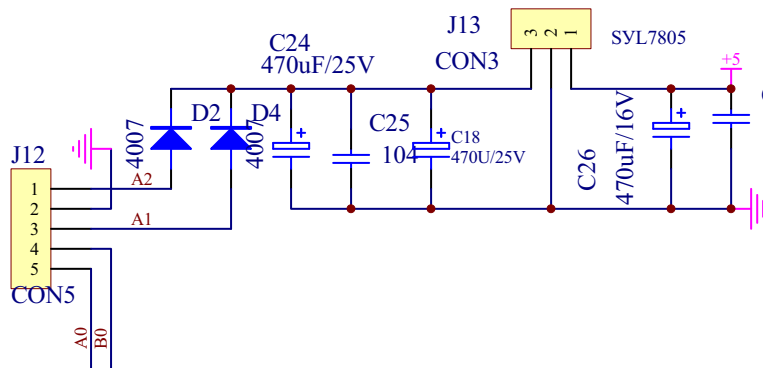 J13
CON3
3 2 1
SYL7805
+5
C24
470uF/25V
C
4007
D2
D4
4007
C25
104
C18
470U/25V
C26
470uF/16V
J12
1
2
3
4
5
CON5
A2
A1
A0
B0